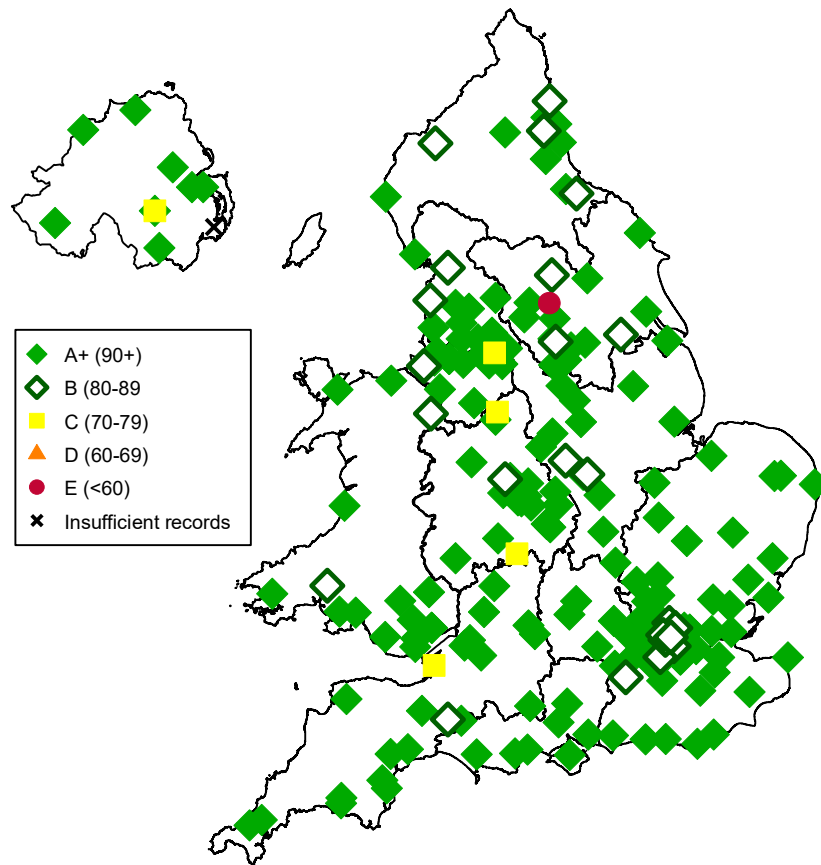 A+ (90+)
B (80-89
C (70-79)
D (60-69)
E (<60)
Insufficient records